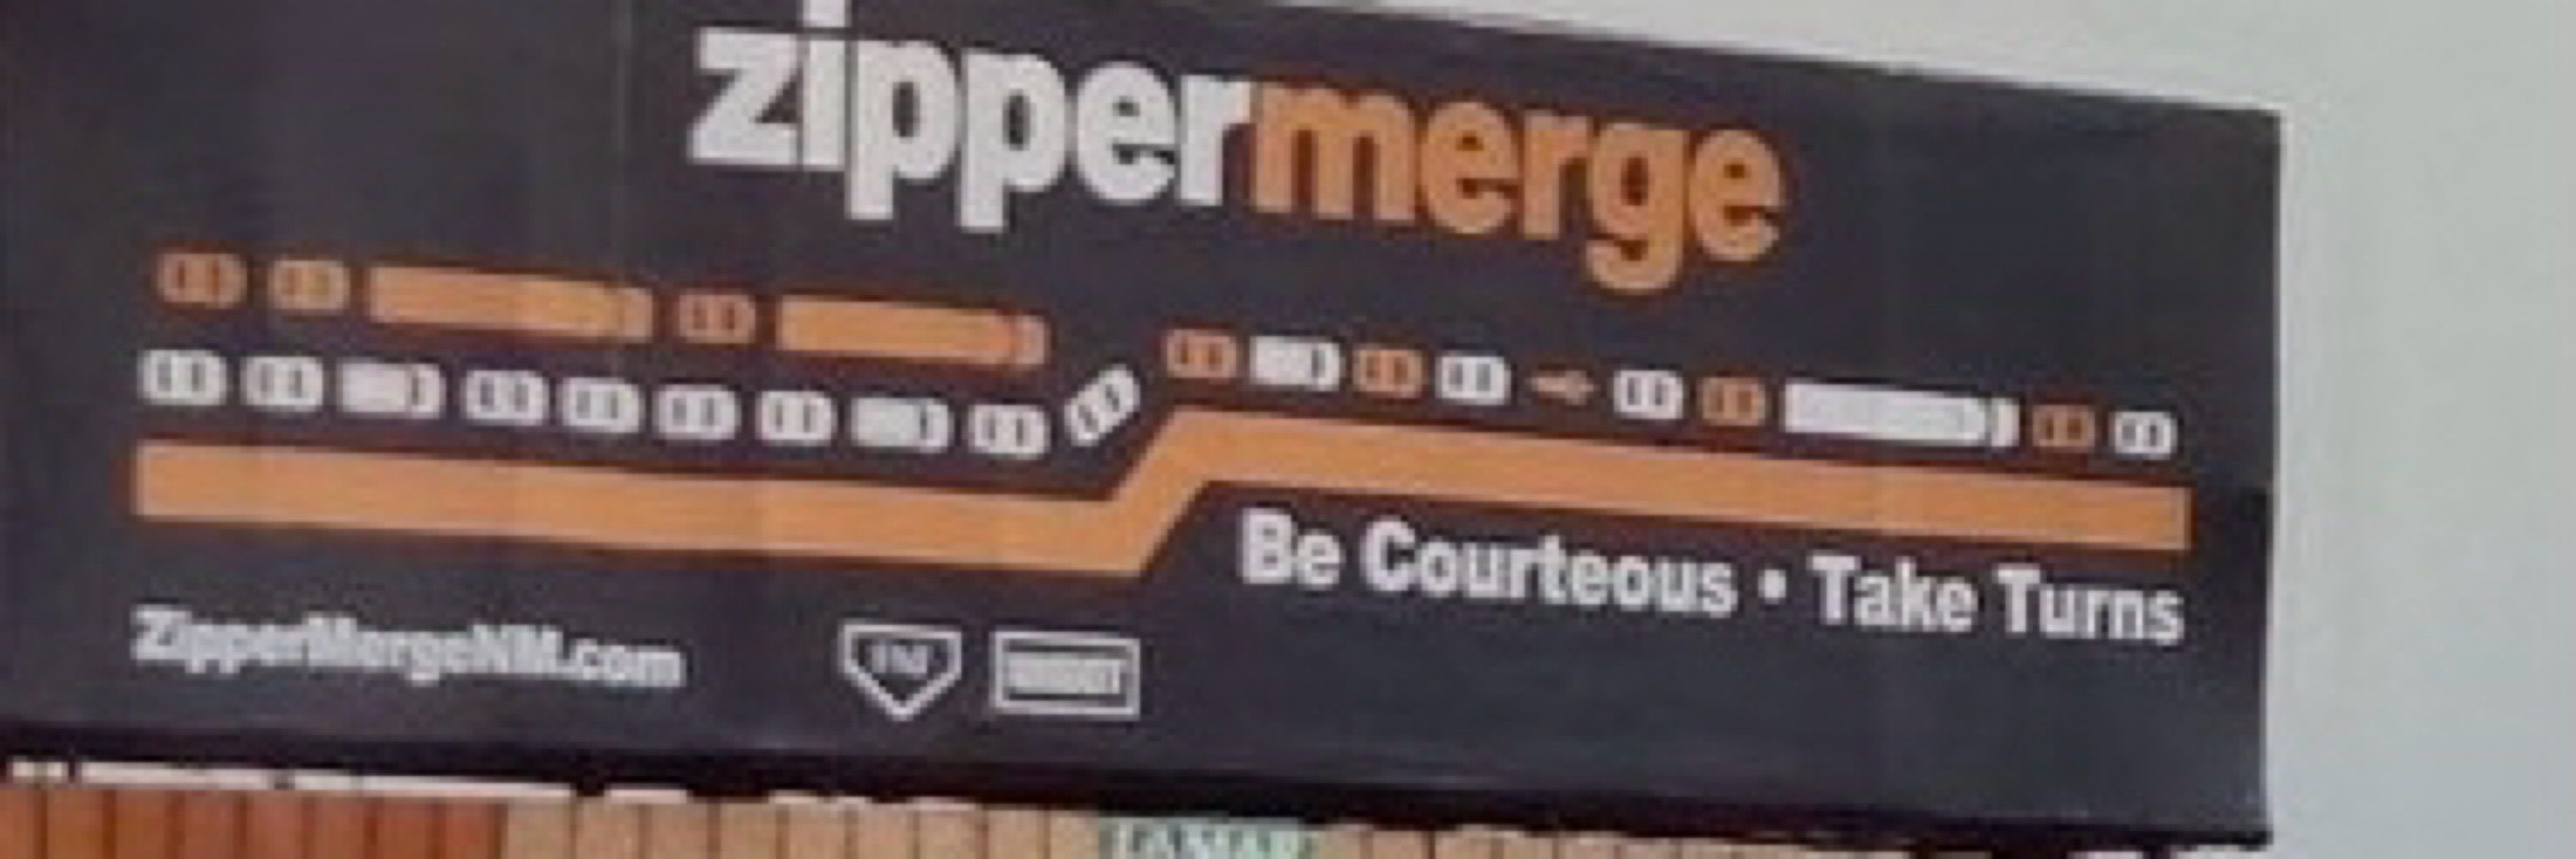 zippermerge
Be Courteous • Take Turns
ZipperMergeNM.com